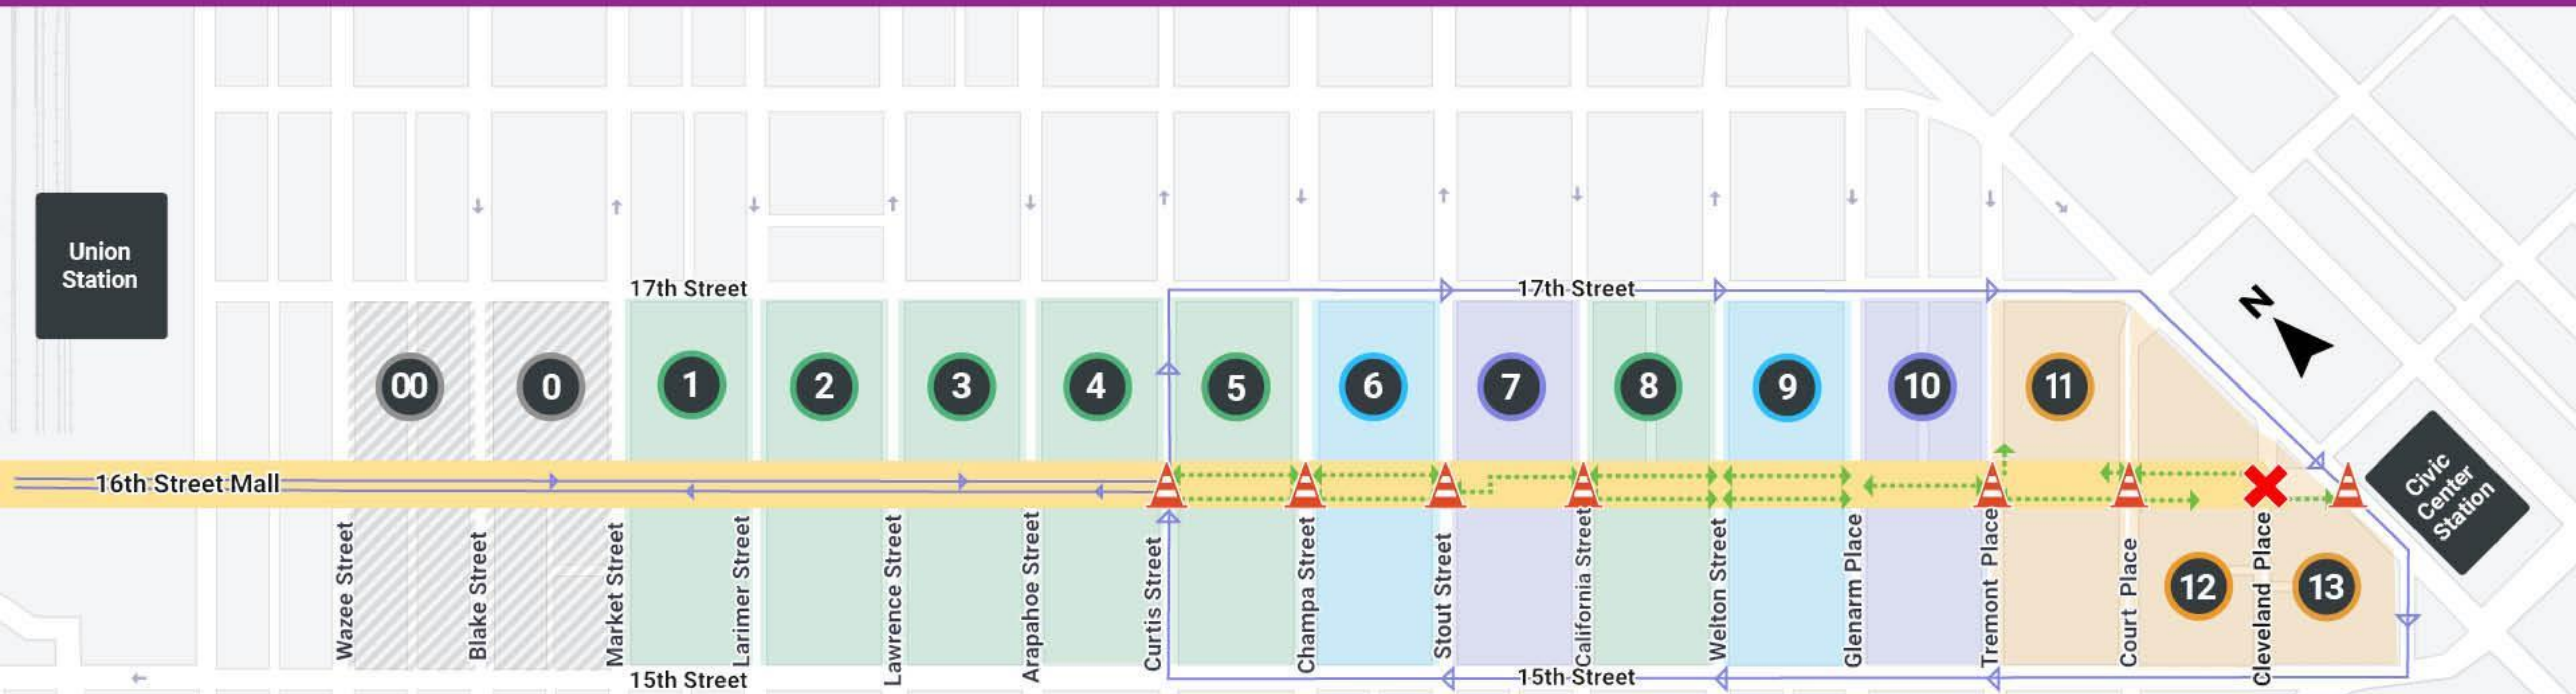 Union
Station
17th Street
17th Street
00
0
1
2
3
4
5
6
7
8
9
10
11
N
16th Street Mall
Civic
Center
Station
Wazee Street
Blake Street
Market Street
Larimer Street
Lawrence Street
Arapahoe Street
Curtis Street
Champa Street
Stout Street
California Street
Welton Street
Glenarm Place
Tremont Place
Court Place
Cleveland Place
12
13
15th Street
15th Street